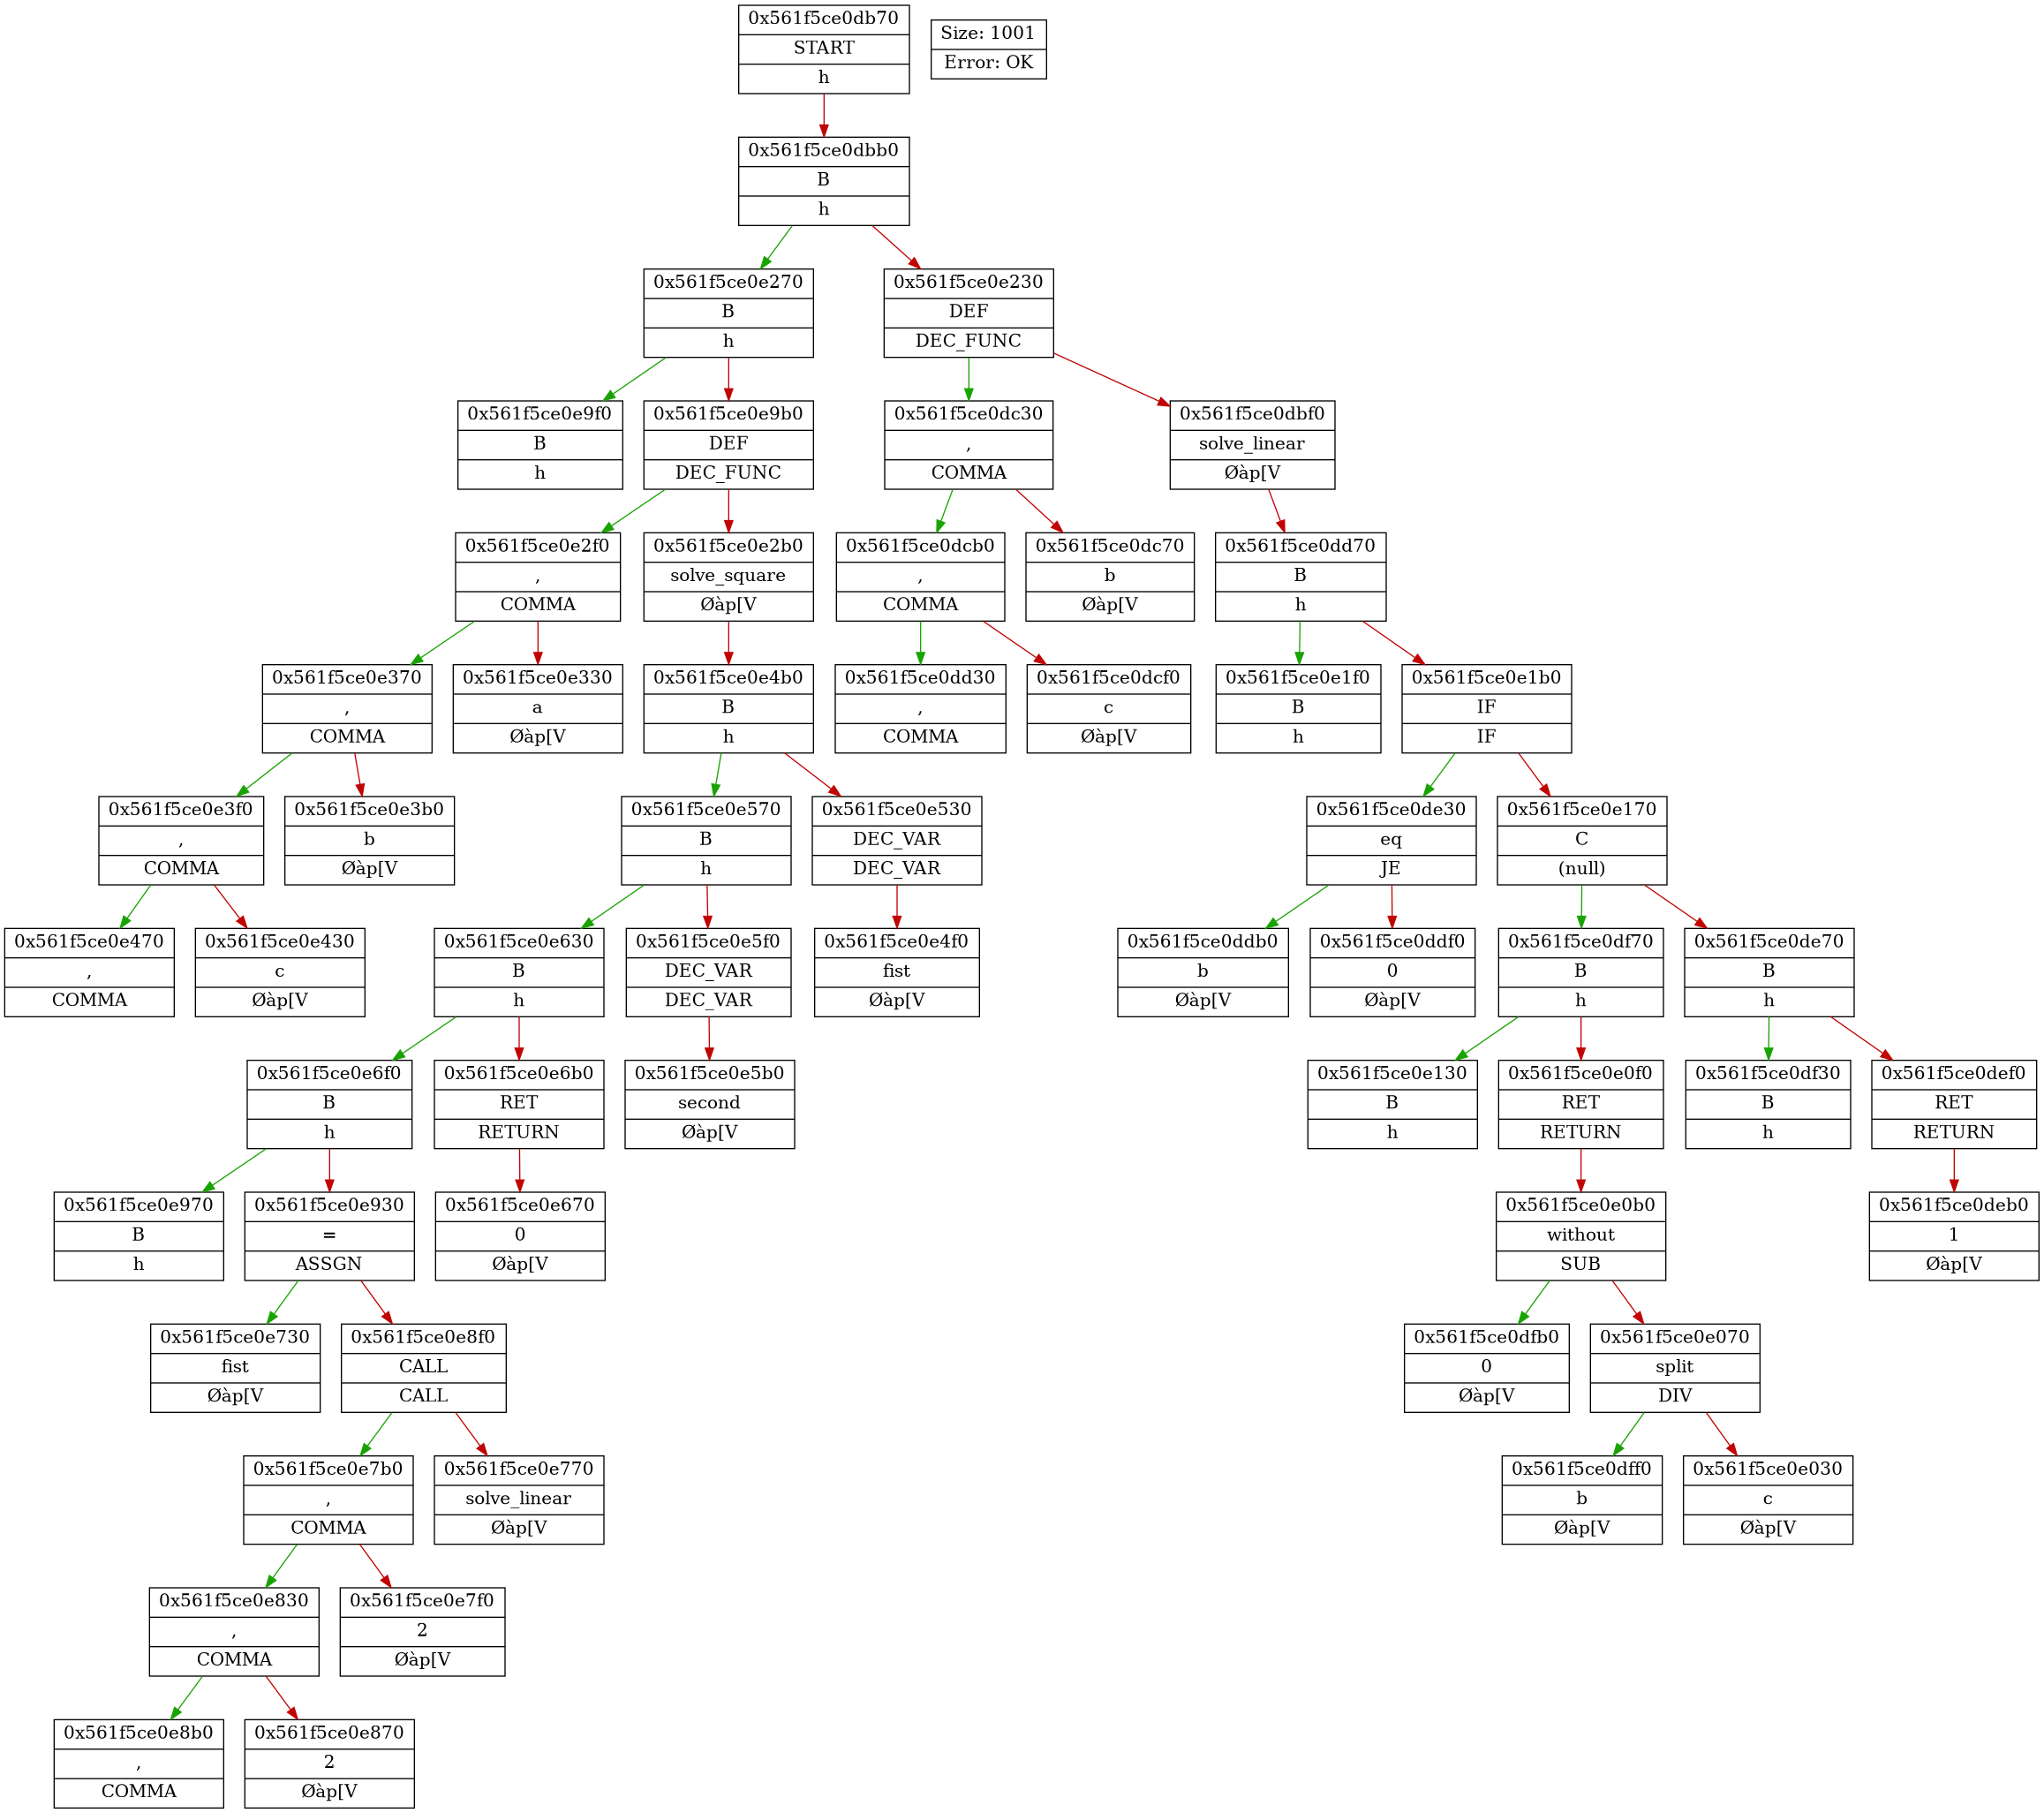 0x561f5ce0db70
START
h
Size: 1001
Error: OK
0x561f5ce0dbb0
B
h
0x561f5ce0e270
B
h
0x561f5ce0e230
DEF
DEC_FUNC
0x561f5ce0e9f0
B
h
0x561f5ce0e9b0
DEF
DEC_FUNC
0x561f5ce0dc30
,
COMMA
0x561f5ce0dbf0
solve_linear
Øàp[V
0x561f5ce0e2f0
,
COMMA
0x561f5ce0e2b0
solve_square
Øàp[V
0x561f5ce0dcb0
,
COMMA
0x561f5ce0dc70
b
Øàp[V
0x561f5ce0dd70
B
h
0x561f5ce0e370
,
COMMA
0x561f5ce0e330
a
Øàp[V
0x561f5ce0e4b0
B
h
0x561f5ce0dd30
,
COMMA
0x561f5ce0dcf0
c
Øàp[V
0x561f5ce0e1f0
B
h
0x561f5ce0e1b0
IF
IF
0x561f5ce0e3f0
,
COMMA
0x561f5ce0e3b0
b
Øàp[V
0x561f5ce0e570
B
h
0x561f5ce0e530
DEC_VAR
DEC_VAR
0x561f5ce0de30
eq
JE
0x561f5ce0e170
C
(null)
0x561f5ce0e470
,
COMMA
0x561f5ce0e430
c
Øàp[V
0x561f5ce0e630
B
h
0x561f5ce0e5f0
DEC_VAR
DEC_VAR
0x561f5ce0e4f0
fist
Øàp[V
0x561f5ce0ddb0
b
Øàp[V
0x561f5ce0ddf0
0
Øàp[V
0x561f5ce0df70
B
h
0x561f5ce0de70
B
h
0x561f5ce0e6f0
B
h
0x561f5ce0e6b0
RET
RETURN
0x561f5ce0e5b0
second
Øàp[V
0x561f5ce0e130
B
h
0x561f5ce0e0f0
RET
RETURN
0x561f5ce0df30
B
h
0x561f5ce0def0
RET
RETURN
0x561f5ce0e970
B
h
0x561f5ce0e930
=
ASSGN
0x561f5ce0e670
0
Øàp[V
0x561f5ce0e0b0
without
SUB
0x561f5ce0deb0
1
Øàp[V
0x561f5ce0e730
fist
Øàp[V
0x561f5ce0e8f0
CALL
CALL
0x561f5ce0dfb0
0
Øàp[V
0x561f5ce0e070
split
DIV
0x561f5ce0e7b0
,
COMMA
0x561f5ce0e770
solve_linear
Øàp[V
0x561f5ce0dff0
b
Øàp[V
0x561f5ce0e030
c
Øàp[V
0x561f5ce0e830
,
COMMA
0x561f5ce0e7f0
2
Øàp[V
0x561f5ce0e8b0
,
COMMA
0x561f5ce0e870
2
Øàp[V